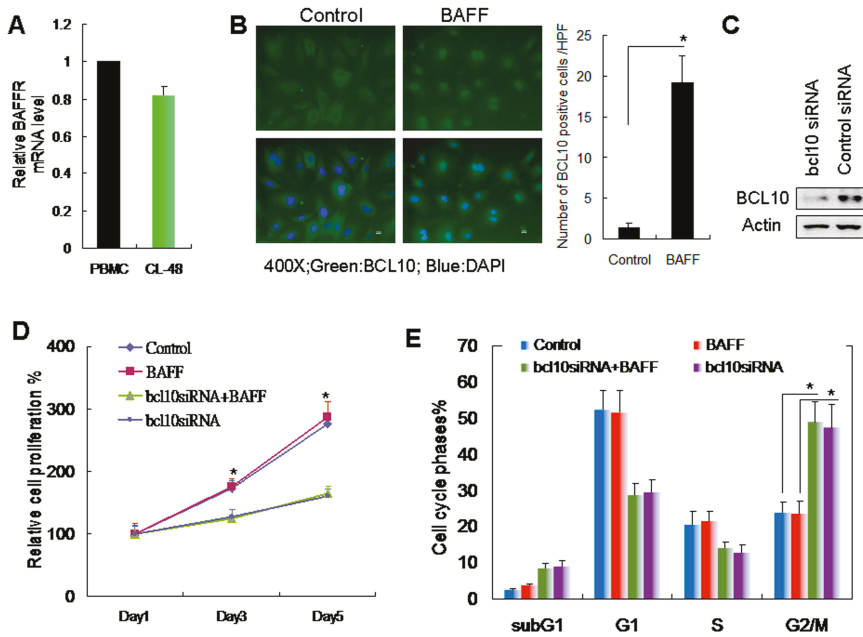 A
Relative BAFFR
mRNA level
1.2
1
0.8
0.6
0.4
0.2
0
PBMC CL-48
B
Control BAFF
400X;Green:BCL10; Blue:DAPI
Number of BCL10 positive cells /HPF
30
25
20
15
10
5
0
*
Control BAFF
C
bcl10 siRNA
Control siRNA
BCL10
Actin
D
Relative cell proliferation %
400
300
200
100
00
Control
BAFF
bcl10siRNA+BAFF
bcl10siRNA
*
*
Day1 Day3 Day5
E
Cell cycle phases%
70
60
50
40
30
20
10
0
Control BAFF
bcl10siRNA+BAFF bcl10siRNA
* *
subG1 G1 S G2/M